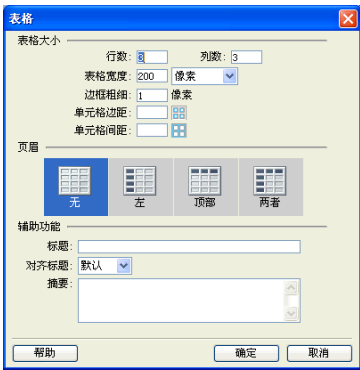 表格
表格大小
行数: 3 列数: 3
表格宽度: 200 像素
边框粗细: 1 像素
单元格边距:
单元格间距:
页眉
无 左 顶部 两者
辅助功能
标题:
对齐标题: 默认
摘要:
帮助 确定 取消